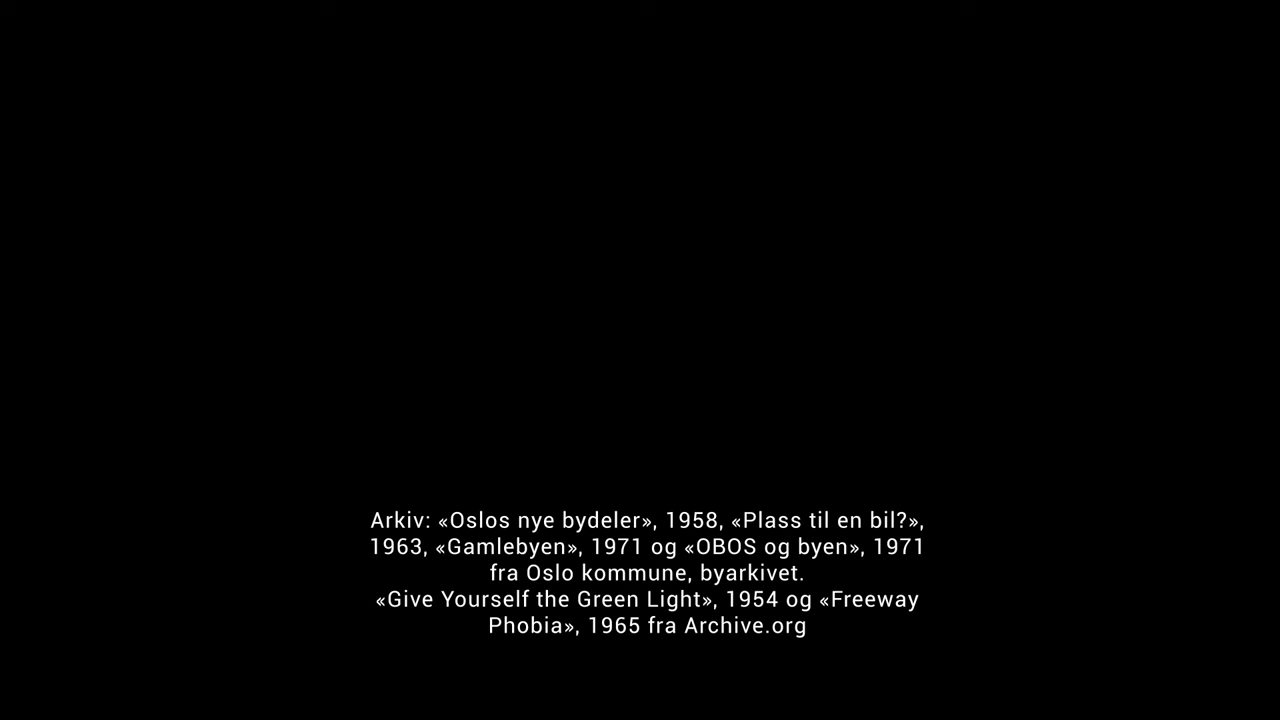 Arkiv: «Oslos nye bydeler», 1958, «Plass til en bil?»,
1963, «Gamlebyen», 1971 og «OBOS og byen», 1971
fra Oslo kommune, byarkivet.
«Give Yourself the Green Light», 1954 og «Freeway
Phobia», 1965 fra Archive.org